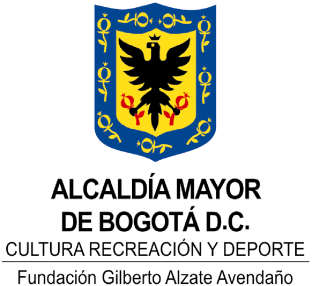 ALCALDÍA MAYOR
DE BOGOTÁ D.C.
CULTURA RECREACIÓN Y DEPORTE
Fundación Gilberto Alzate Avendaño